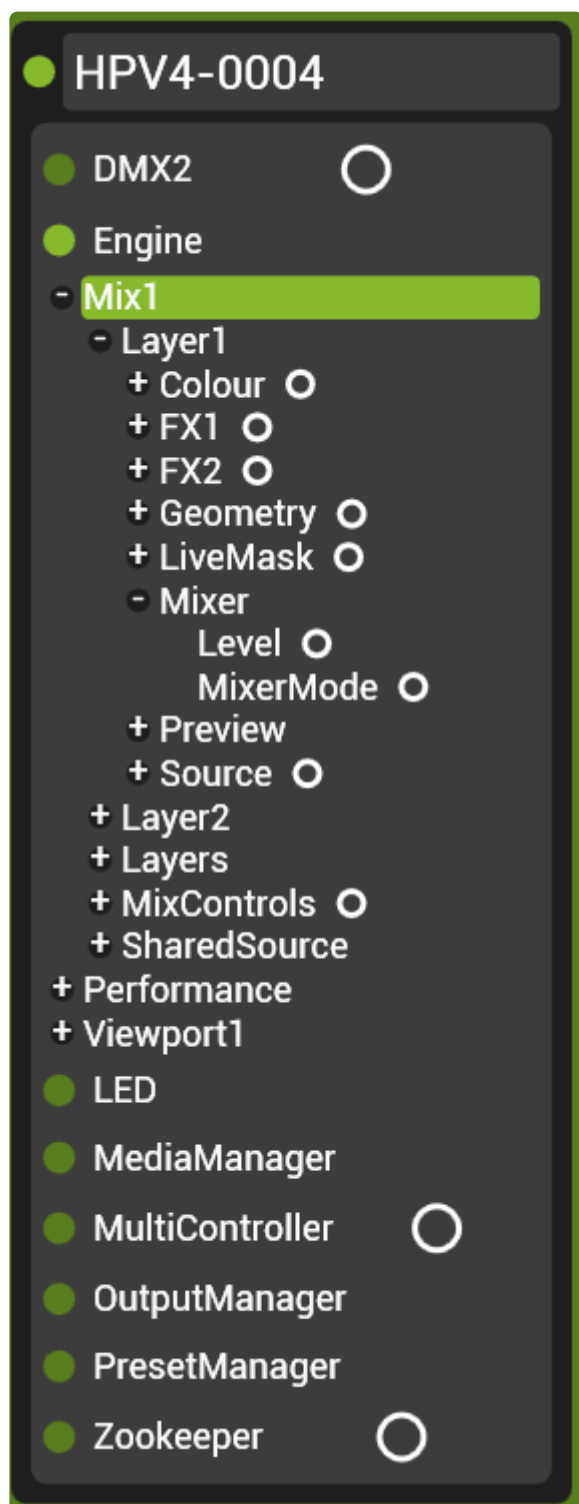 HPV4-0004
DMX2
Engine
- Mix1
- Layer1
+ Colour
+ FX1
+ FX2
+ Geometry
+ LiveMask
- Mixer
Level
MixerMode
+ Preview
+ Source
+ Layer2
+ Layers
+ MixControls
+ SharedSource
+ Performance
+ Viewport1
LED
MediaManager
MultiController
OutputManager
PresetManager
Zookeeper